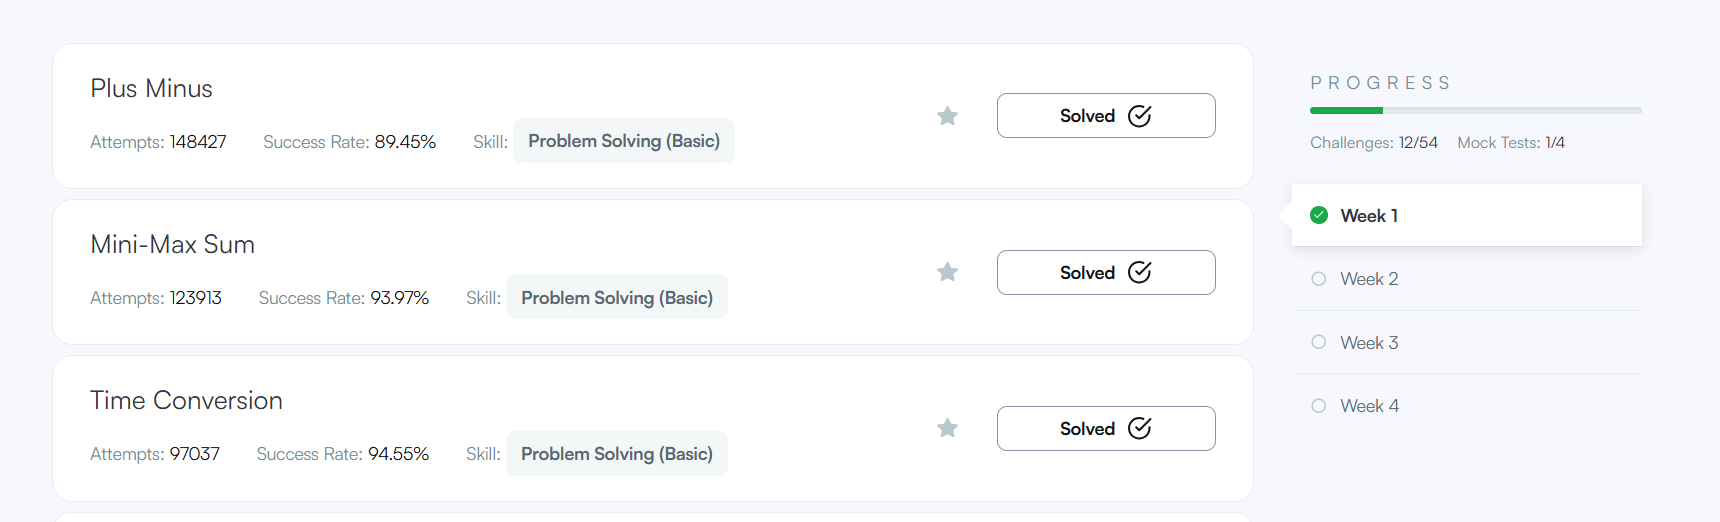 Plus Minus
Attempts: 148427 Success Rate: 89.45% Skill: Problem Solving (Basic)
Solved
Mini-Max Sum
Attempts: 123913 Success Rate: 93.97% Skill: Problem Solving (Basic)
Solved
Time Conversion
Attempts: 97037 Success Rate: 94.55% Skill: Problem Solving (Basic)
Solved
PROGRESS
Challenges: 12/54 Mock Tests: 1/4
Week 1
Week 2
Week 3
Week 4